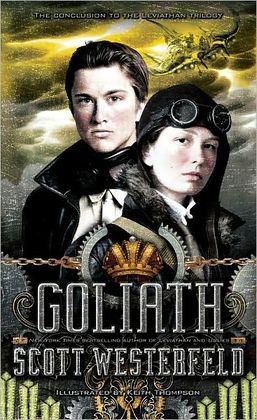 THE CONCLUSION TO THE LEVIATHAN TRILOGY
GOLIATH
NEW YORK TIMES BESTSELLING AUTHOR OF LEVIATHAN AND UGLIES
SCOTT WESTERFELD
ILLUSTRATED BY KEITH THOMPSON